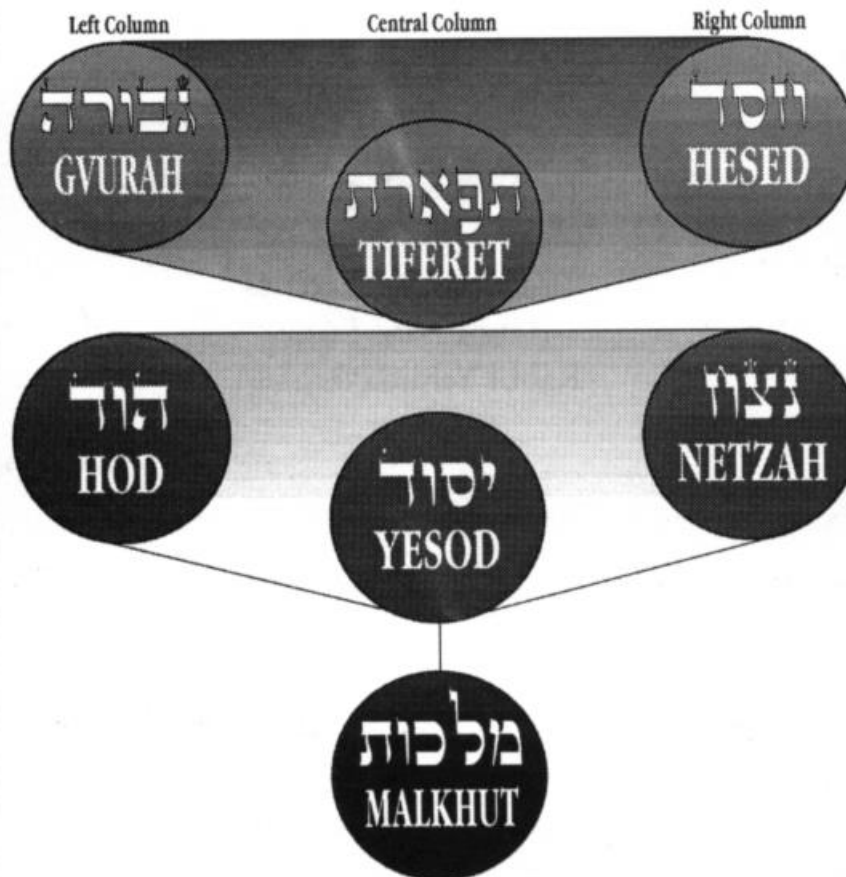 Left Column
Central Column
Right Column
גבורה
GVURAH
תפארת
TIFERET
חסד
HESED
הוד
HOD
יסוד
YESOD
נצח
NETZAH
מלכות
MALKHUT